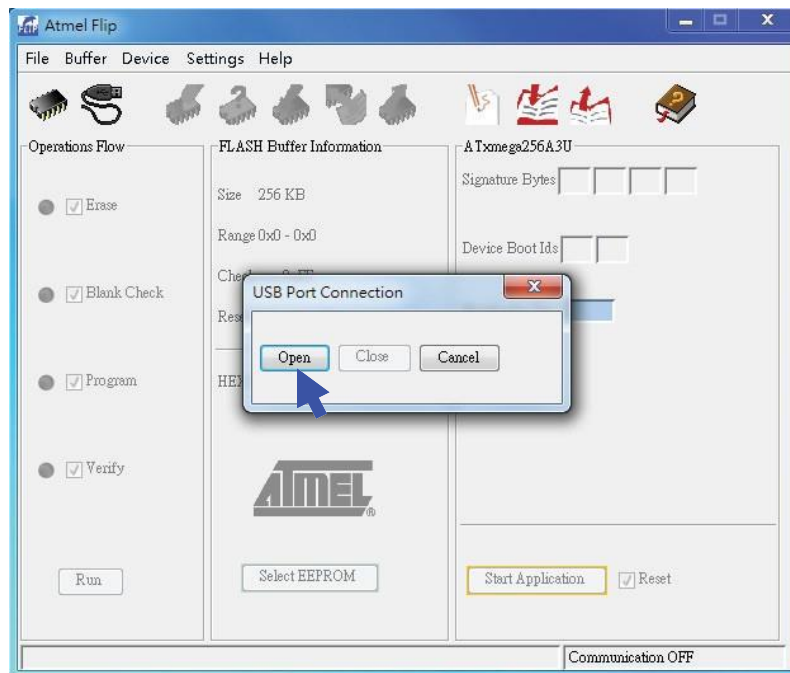 Atmel Flip
File Buffer Device Settings Help
Operations Flow
Erase
Blank Check
Program
Verify
Run
FLASH Buffer Information
Size 256 KB
Range 0x0 - 0x0
USB Port Connection
Open Close Cancel
HEX
ATMEL
®
Select EEPROM
ATxmega256A3U
Signature Bytes
Device Boot Ids
Start Application
Reset
Communication OFF